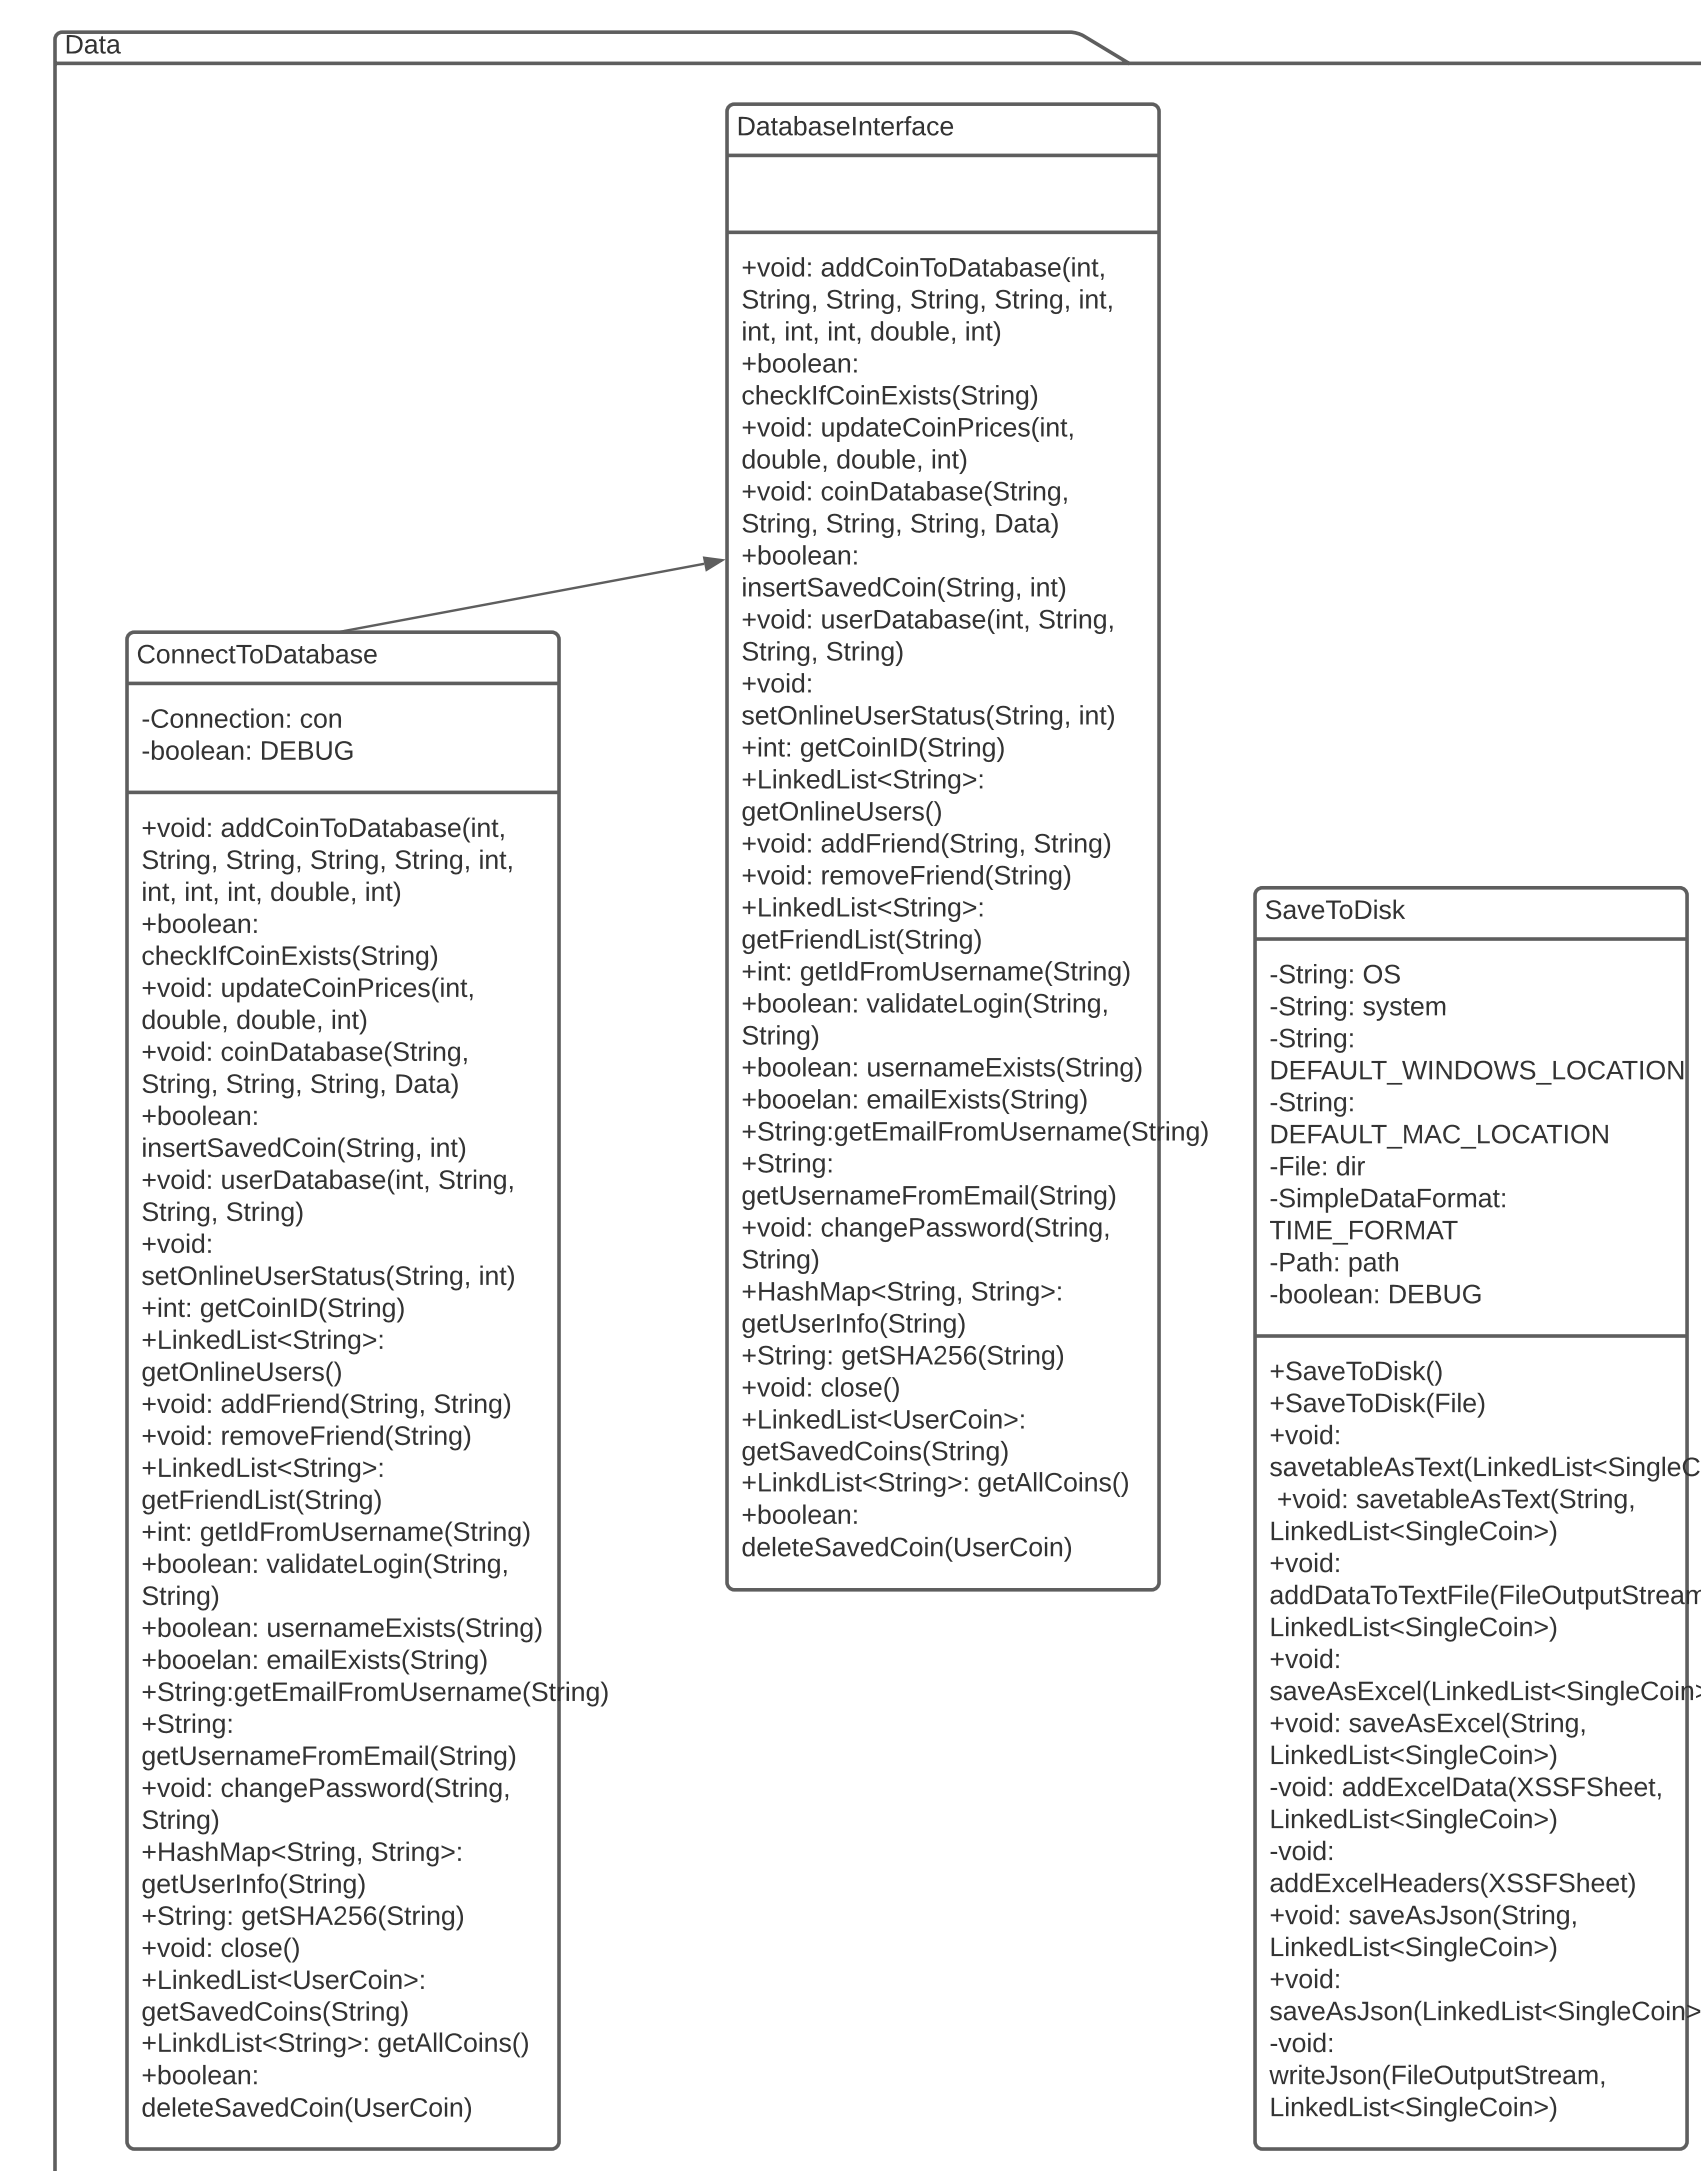 Data
DatabaseInterface
+void: addCoinToDatabase(int,
String, String, String, String, int,
int, int, int, double, int)
+boolean:
checkIfCoinExists(String)
+void: updateCoinPrices(int,
double, double, int)
+void: coinDatabase(String,
String, String, String, Data)
+boolean:
insertSavedCoin(String, int)
+void: userDatabase(int, String,
String, String)
+void:
setOnlineUserStatus(String, int)
+int: getCoinID(String)
+LinkedList<String>:
getOnlineUsers()
+void: addFriend(String, String)
+void: removeFriend(String)
+LinkedList<String>:
getFriendList(String)
+int: getIdFromUsername(String)
+boolean: validateLogin(String,
String)
+boolean: usernameExists(String)
+booelan: emailExists(String)
+String:getEmailFromUsername(String)
+String:
getUsernameFromEmail(String)
+void: changePassword(String,
String)
+HashMap<String, String>:
getUserInfo(String)
+String: getSHA256(String)
+void: close()
+LinkedList<UserCoin>:
getSavedCoins(String)
+LinkdList<String>: getAllCoins()
+boolean:
deleteSavedCoin(UserCoin)
ConnectToDatabase
-Connection: con
-boolean: DEBUG
+void: addCoinToDatabase(int,
String, String, String, String, int,
int, int, int, double, int)
+boolean:
checkIfCoinExists(String)
+void: updateCoinPrices(int,
double, double, int)
+void: coinDatabase(String,
String, String, String, Data)
+boolean:
insertSavedCoin(String, int)
+void: userDatabase(int, String,
String, String)
+void:
setOnlineUserStatus(String, int)
+int: getCoinID(String)
+LinkedList<String>:
getOnlineUsers()
+void: addFriend(String, String)
+void: removeFriend(String)
+LinkedList<String>:
getFriendList(String)
+int: getIdFromUsername(String)
+boolean: validateLogin(String,
String)
+boolean: usernameExists(String)
+booelan: emailExists(String)
+String:getEmailFromUsername(String)
+String:
getUsernameFromEmail(String)
+void: changePassword(String,
String)
+HashMap<String, String>:
getUserInfo(String)
+String: getSHA256(String)
+void: close()
+LinkedList<UserCoin>:
getSavedCoins(String)
+LinkdList<String>: getAllCoins()
+boolean:
deleteSavedCoin(UserCoin)
SaveToDisk
-String: OS
-String: system
-String:
DEFAULT_WINDOWS_LOCATION
-String:
DEFAULT_MAC_LOCATION
-File: dir
-SimpleDataFormat:
TIME_FORMAT
-Path: path
-boolean: DEBUG
+SaveToDisk()
+SaveToDisk(File)
+void:
savetableAsText(LinkedList<SingleC
+void: savetableAsText(String,
LinkedList<SingleCoin>)
+void:
addDataToTextFile(FileOutputStream
LinkedList<SingleCoin>)
+void:
saveAsExcel(LinkedList<SingleCoin>
+void: saveAsExcel(String,
LinkedList<SingleCoin>)
-void: addExcelData(XSSFSheet,
LinkedList<SingleCoin>)
-void:
addExcelHeaders(XSSFSheet)
+void: saveAsJson(String,
LinkedList<SingleCoin>)
+void:
saveAsJson(LinkedList<SingleCoin>
-void:
writeJson(FileOutputStream,
LinkedList<SingleCoin>)